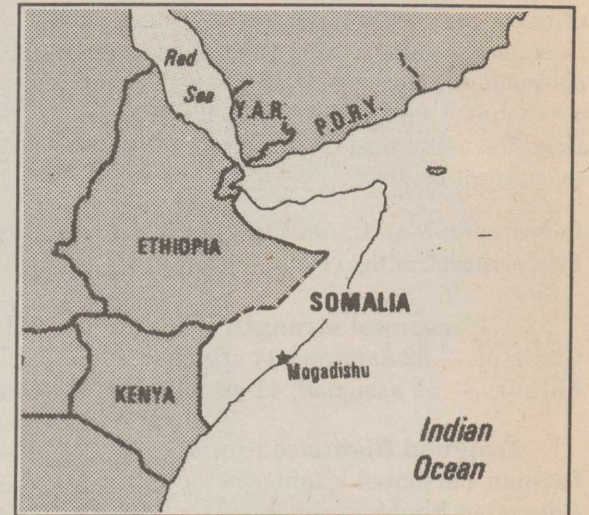 Red
Sea
Y.A.R.
P.D.R.Y.
ETHIOPIA
SOMALIA
Mogadishu
KENYA
Indian
Ocean